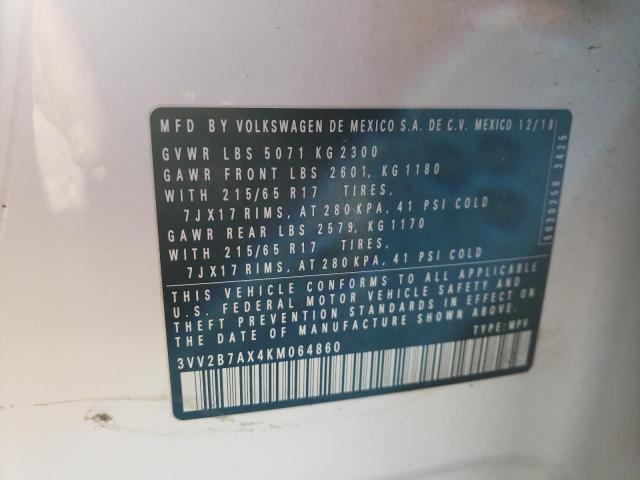 MFD BY VOLKSWAGEN DE MEXICO S.A. DE C.V. MEXICO 12/18
GVWR LBS 5071 KG 2300
GAWR FRONT LBS 2601, KG 1180
WITH 215/65 R17 TIRES,
7JX17 RIMS, AT 280 KPA, 41 PSI COLD
GAWR REAR LBS 2579, KG 1170
WITH 215/65 R17 TIRES,
7JX17 RIMS, AT 280 KPA, 41 PSI COLD
THIS VEHICLE CONFORMS TO ALL APPLICABLE
U.S. FEDERAL MOTOR VEHICLE SAFETY AND
THEFT PREVENTION STANDARDS IN EFFECT ON
THE DATE OF MANUFACTURE SHOWN ABOVE.
3VV2B7AX4KM064860 TYPE: MPV
5020258 3425